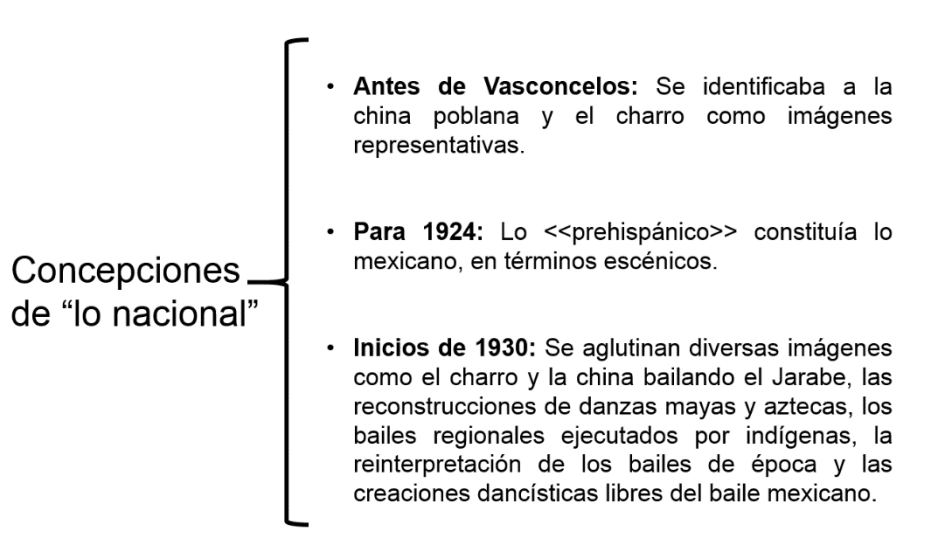 Concepciones
de “lo nacional”
• Antes de Vasconcelos: Se identificaba a la
china poblana y el charro como imágenes
representativas.
• Para 1924: Lo <<prehispánico>> constituía lo
mexicano, en términos escénicos.
• Inicios de 1930: Se aglutinan diversas imágenes
como el charro y la china bailando el Jarabe, las
reconstrucciones de danzas mayas y aztecas, los
bailes regionales ejecutados por indígenas, la
reinterpretación de los bailes de época y las
creaciones dancísticas libres del baile mexicano.